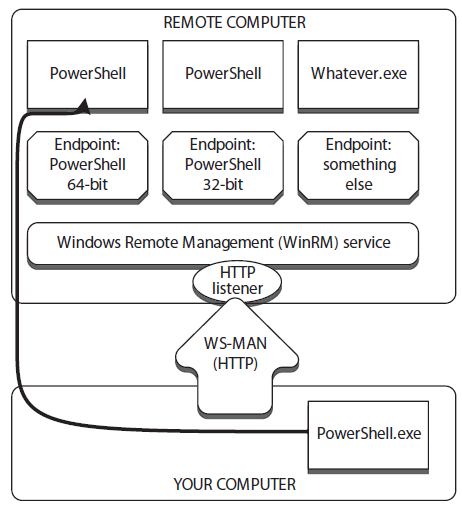 REMOTE COMPUTER
PowerShell
PowerShell
Whatever.exe
Endpoint:
PowerShell
64-bit
Endpoint:
PowerShell
32-bit
Endpoint:
something
else
Windows Remote Management (WinRM) service
HTTP
listener
WS-MAN
(HTTP)
PowerShell.exe
YOUR COMPUTER